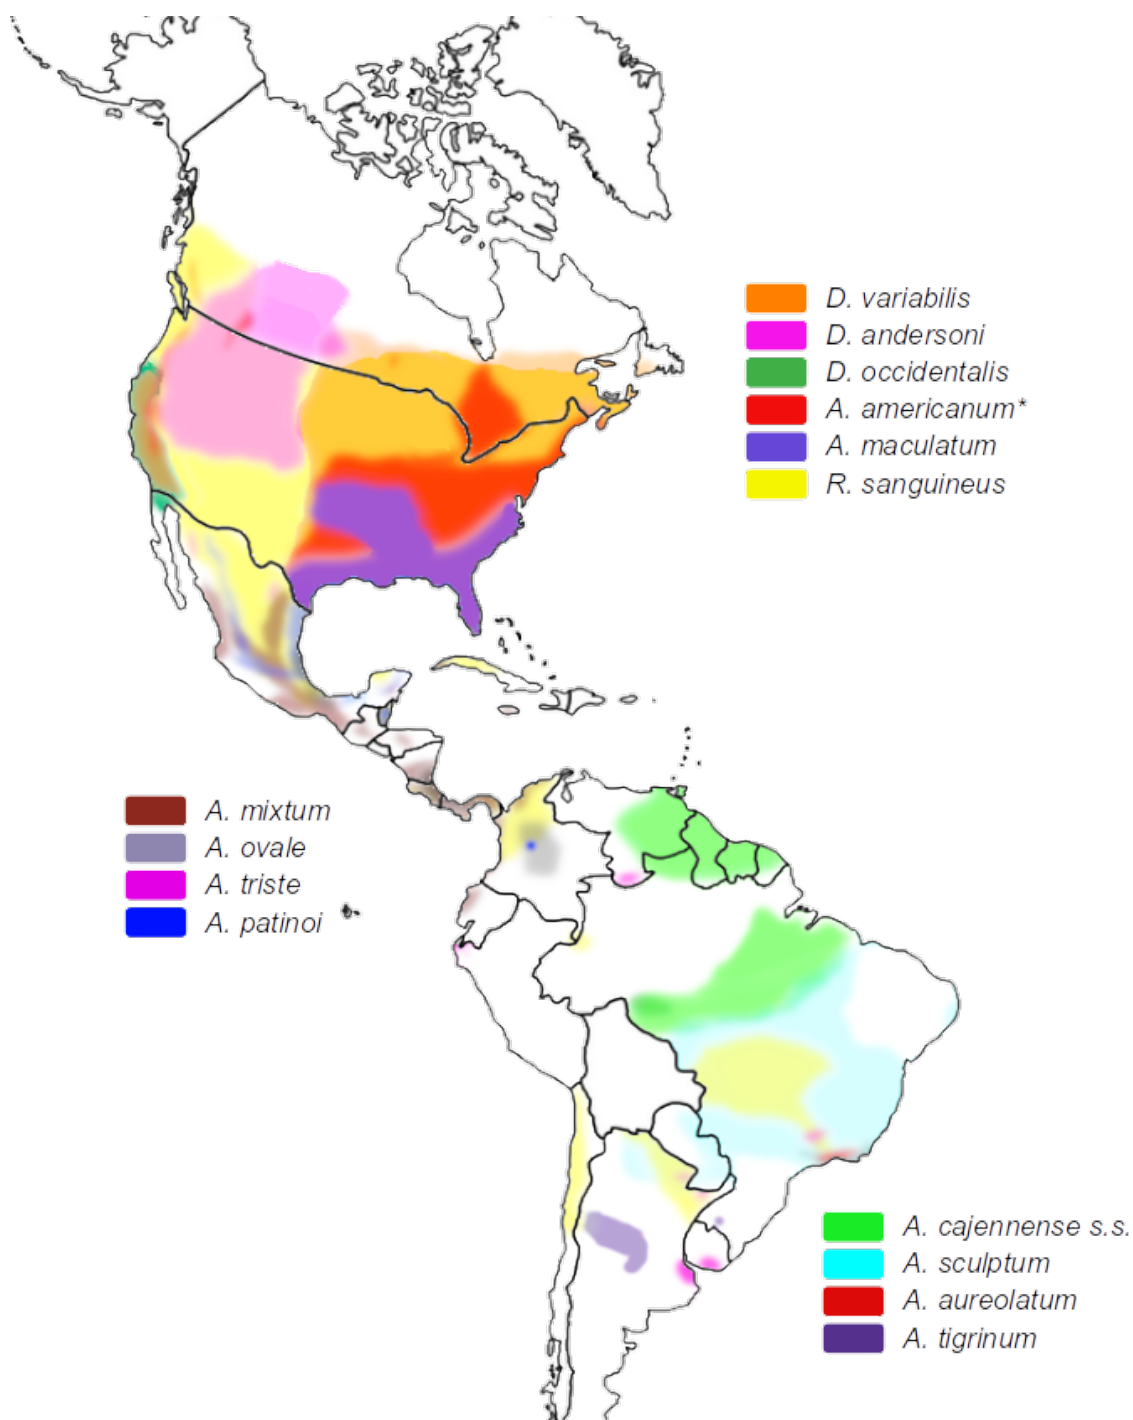 D. variabilis
D. andersoni
D. occidentalis
A. americanum*
A. maculatum
R. sanguineus
A. mixtum
A. ovale
A. triste
A. patinoi
A. cajennense s.s.
A. sculptum
A. aureolatum
A. tigrinum